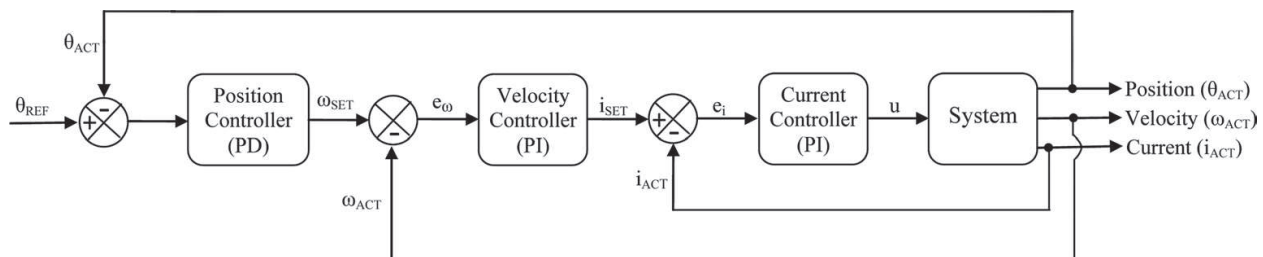 θACT
θREF
+
-
Position
Controller
(PD)
ωSET
-
ωACT
eω
Velocity
Controller
(PI)
iSET
+
-
iACT
ei
Current
Controller
(PI)
u
System
Position (θACT)
Velocity (ωACT)
Current (iACT)